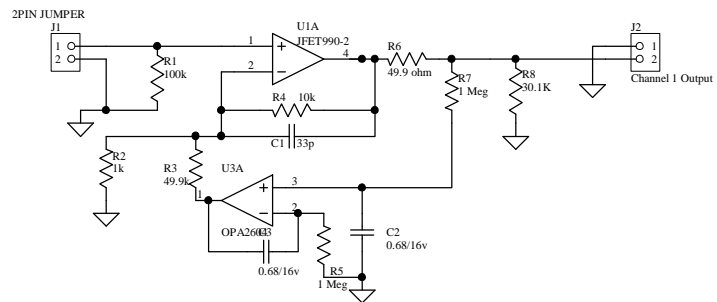 2PIN JUMPER
J1
1
2
R1
100k
U1A
JFET990-2
1
2
4
R6
49.9 ohm
R7
1 Meg
R8
30.1K
J2
1
2
Channel 1 Output
R4 10k
C1 33p
R2
1k
R3
49.9k
U3A
1
3
2
OPA2604
C3
0.68/16v
R5
1 Meg
C2
0.68/16v